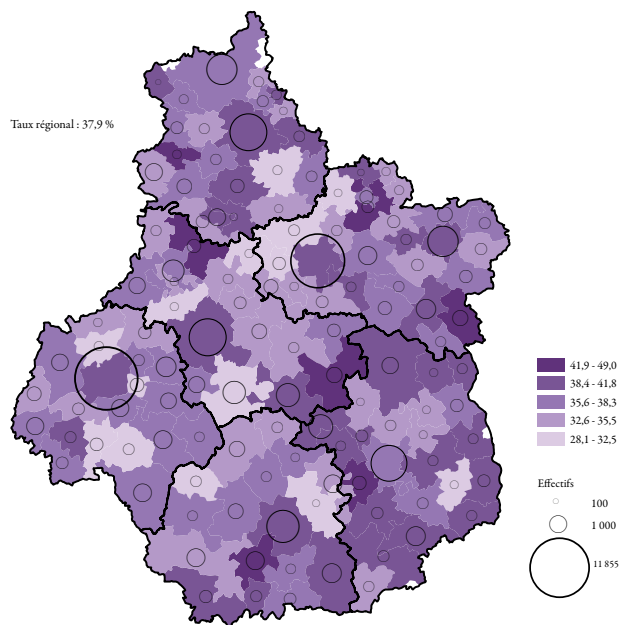 Taux régional : 37,9 %
41,9 - 49,0
38,4 - 41,8
35,6 - 38,3
32,6 - 35,5
28,1 - 32,5
Effectifs
100
1 000
11 855